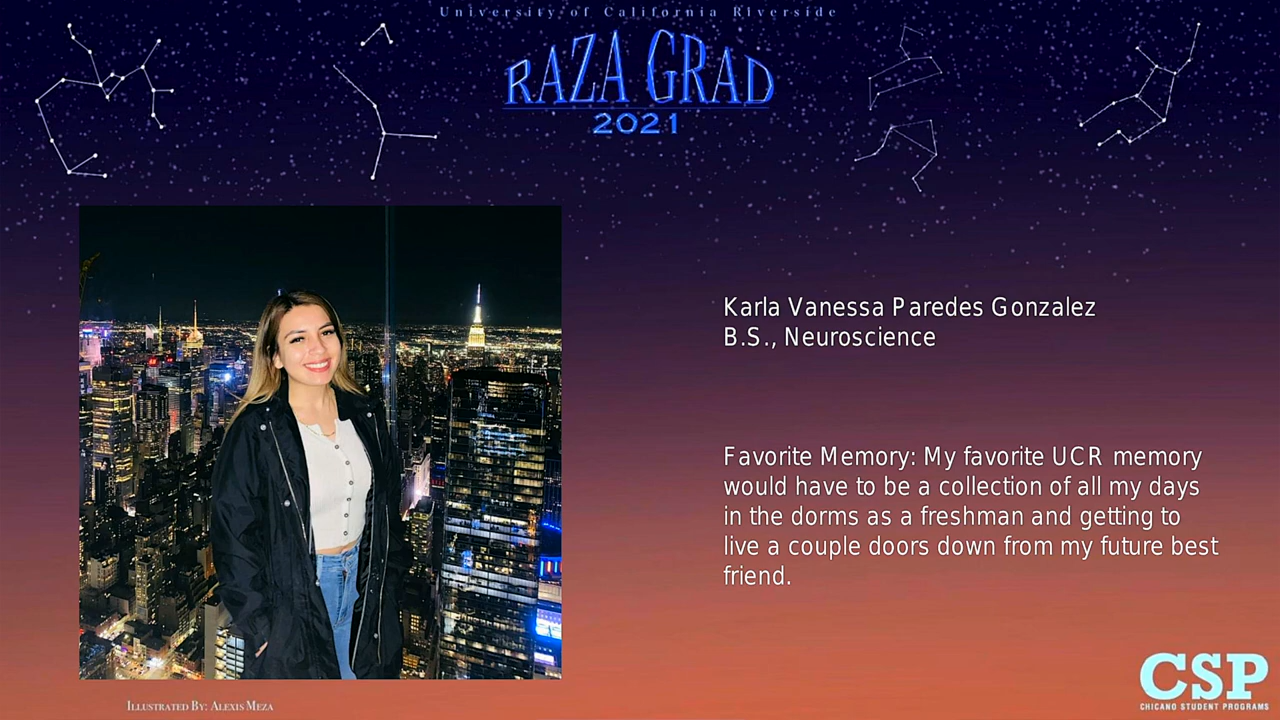 University of California Riverside
RAZA GRAD
2021
Karla Vanessa Paredes Gonzalez
B.S., Neuroscience
Favorite Memory: My favorite UCR memory
would have to be a collection of all my days
in the dorms as a freshman and getting to
live a couple doors down from my future best
friend.
CSP
CHICANO STUDENT PROGRAMS
Illustrated By: Alexis Meza